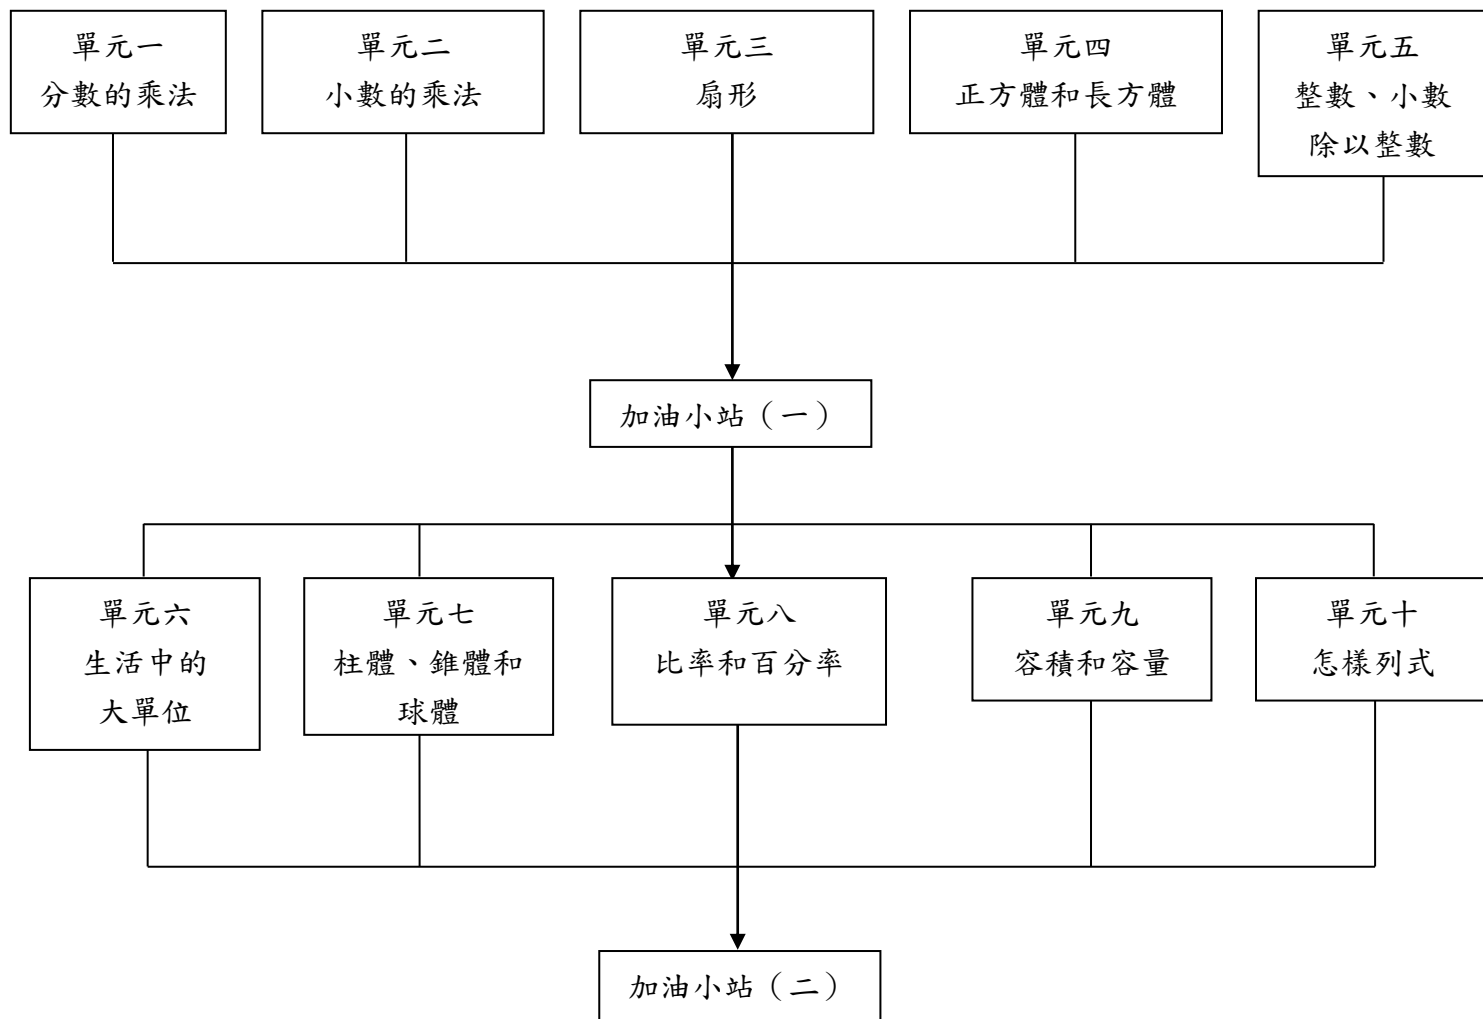 單元一
分數的乘法
單元二
小數的乘法
單元三
扇形
單元四
正方體和長方體
單元五
整數、小數
除以整數
加油小站（一）
單元六
生活中的
大單位
單元七
柱體、錐體和
球體
單元八
比率和百分率
單元九
容積和容量
單元十
怎樣列式
加油小站（二）